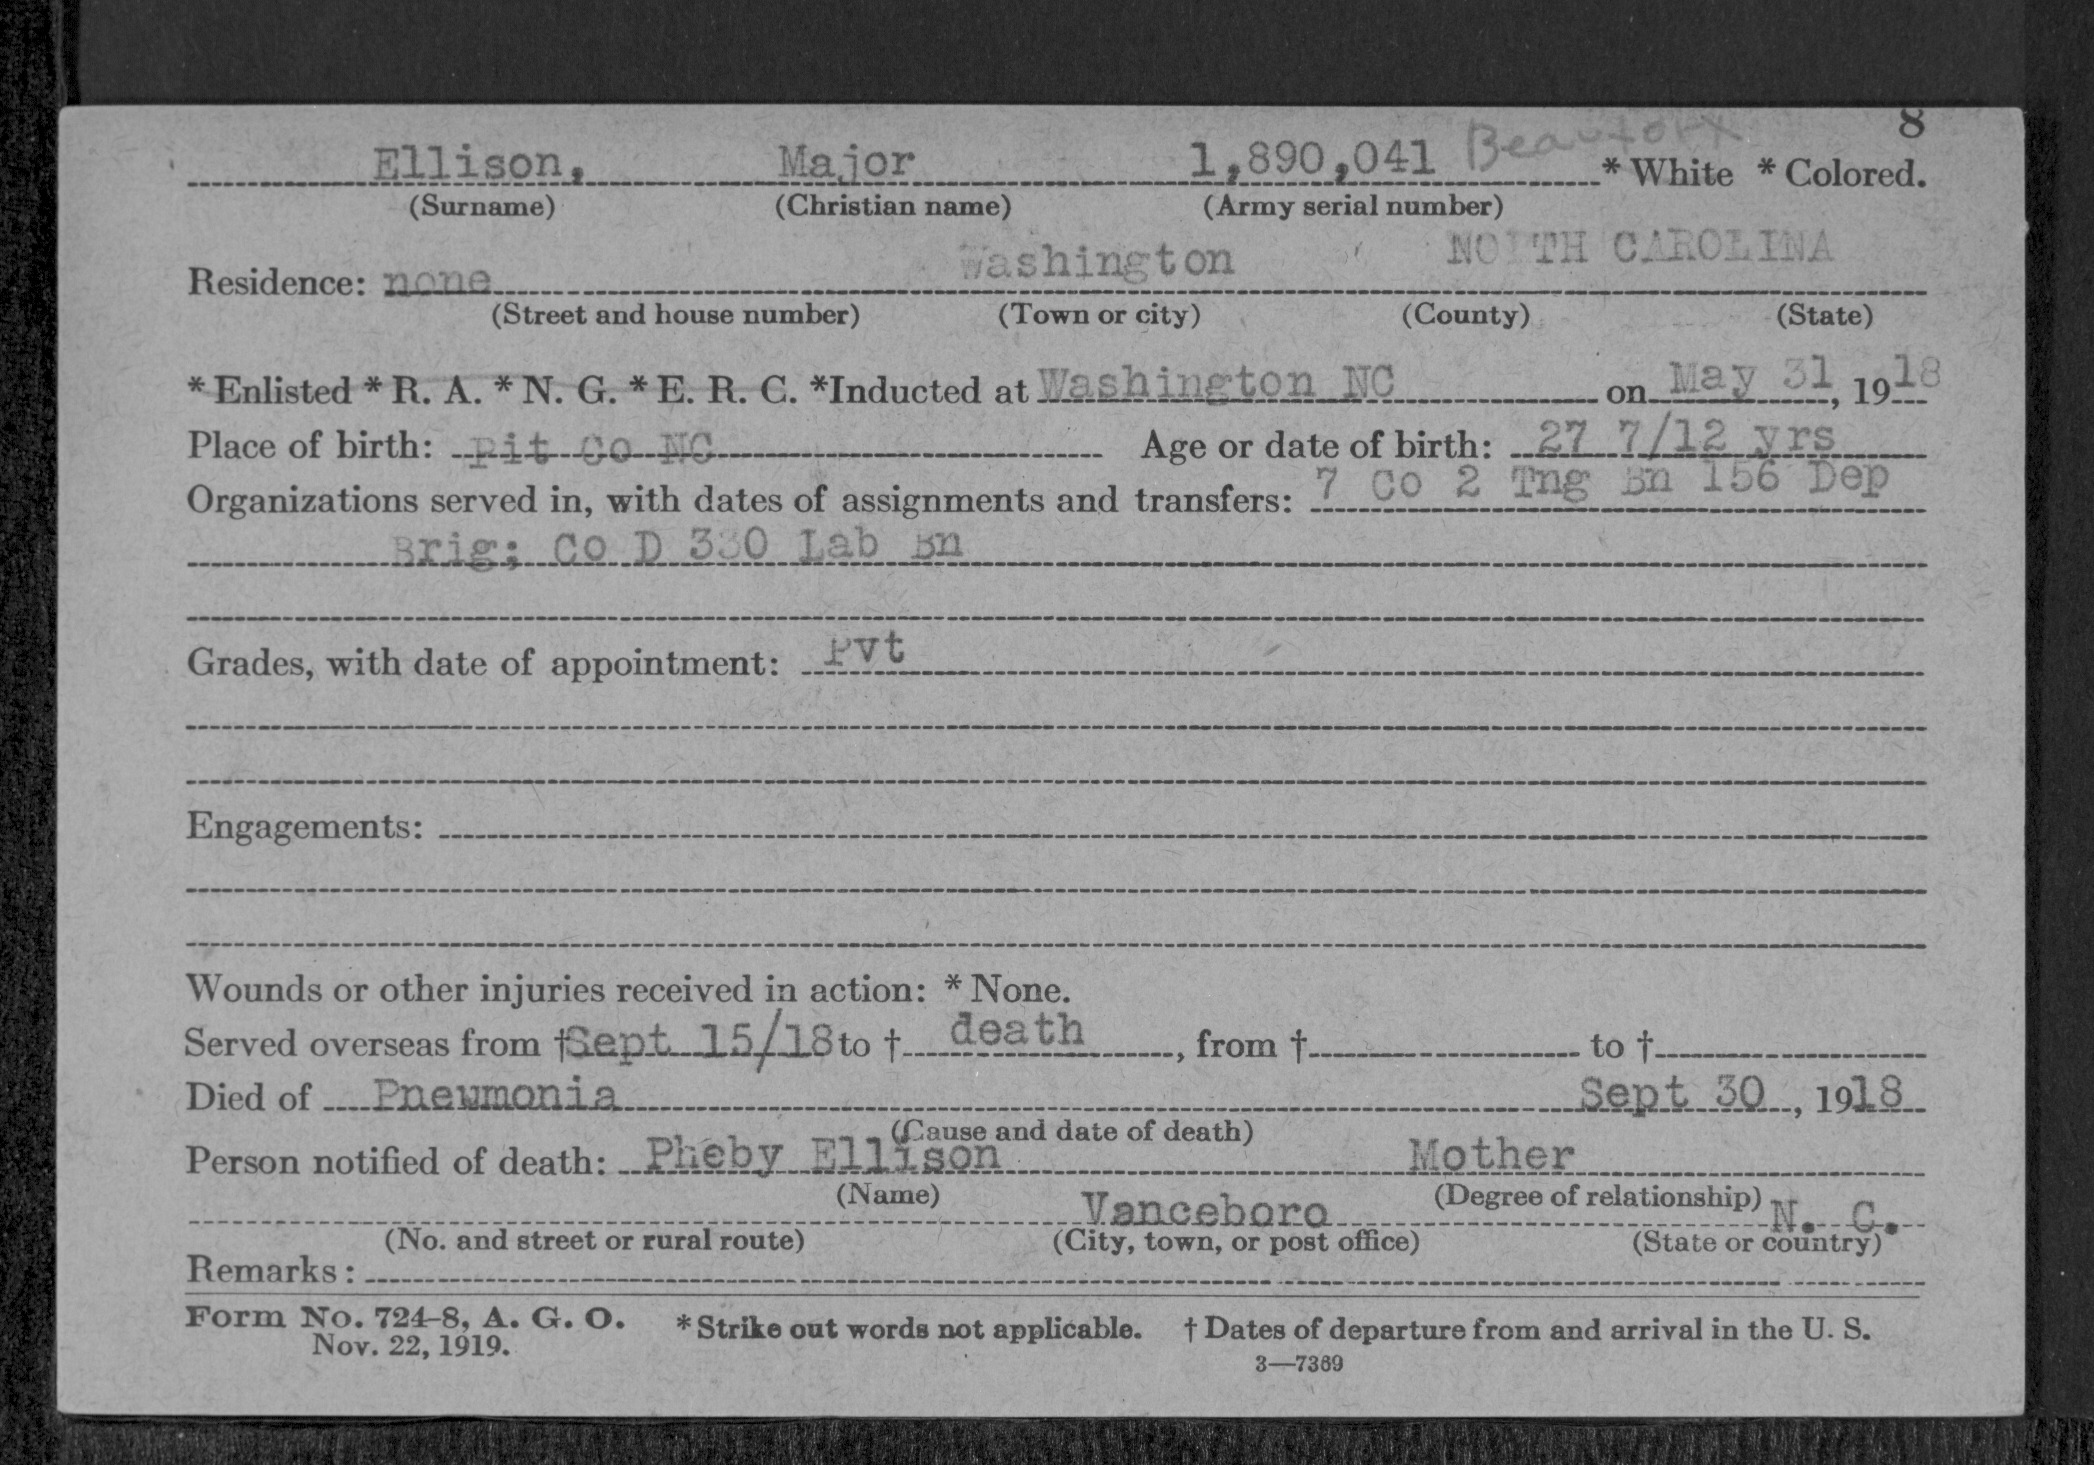 8
Ellison, Major 1,890,041 Beaufort * White * Colored.
(Surname) (Christian name) (Army serial number)
Residence: none Washington NORTH CAROLINA
(Street and house number) (Town or city) (County) (State)
* Enlisted * R. A. * N. G. * E. R. C. *Inducted at Washington NC on May 31, 1918
Place of birth: Pit Co NC Age or date of birth: 27 7/12 yrs
Organizations served in, with dates of assignments and transfers: 7 Co 2 Tng Bn 156 Dep
Brig; Co D 330 Lab Bn
Grades, with date of appointment: Pvt
Engagements:
Wounds or other injuries received in action: * None.
Served overseas from † Sept 15/18 to † death, from † to †
Died of Pneumonia Sept 30, 1918
(Cause and date of death)
Person notified of death: Pheby Ellison Mother
(Name) (Degree of relationship)
Vanceboro N. C.
(No. and street or rural route) (City, town, or post office) (State or country)
Remarks:
Form No. 724-8, A. G. O. * Strike out words not applicable. † Dates of departure from and arrival in the U. S.
Nov. 22, 1919.
3—7389